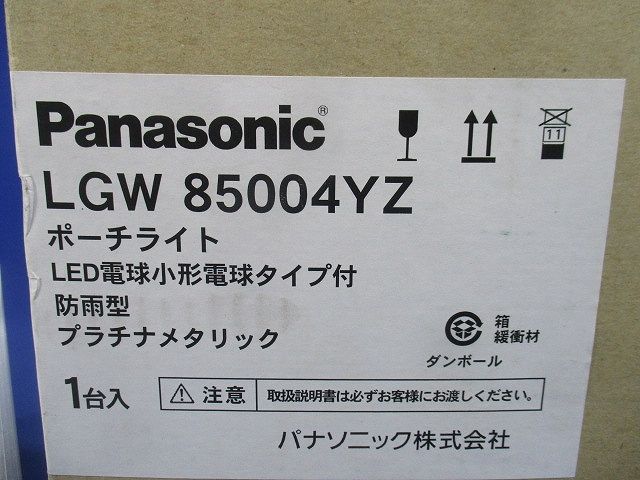 Panasonic®
LGW 85004YZ
ポーチライト
LED電球小形電球タイプ付
防雨型
プラチナメタリック
1台入
11
箱
緩衝材
ダンボール
注意 取扱説明書は必ずお客様にお渡しください。
パナソニック株式会社